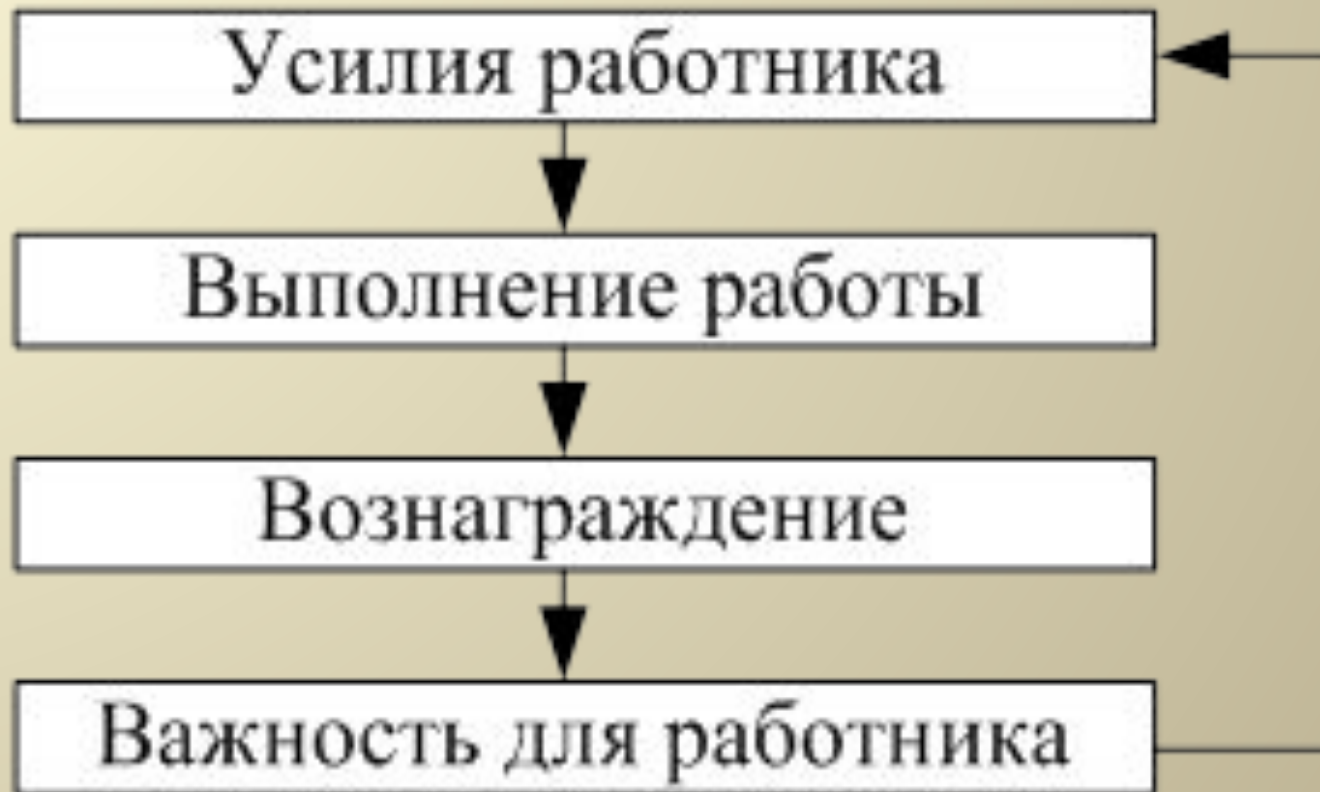 Усилия работника
Выполнение работы
Вознаграждение
Важность для работника